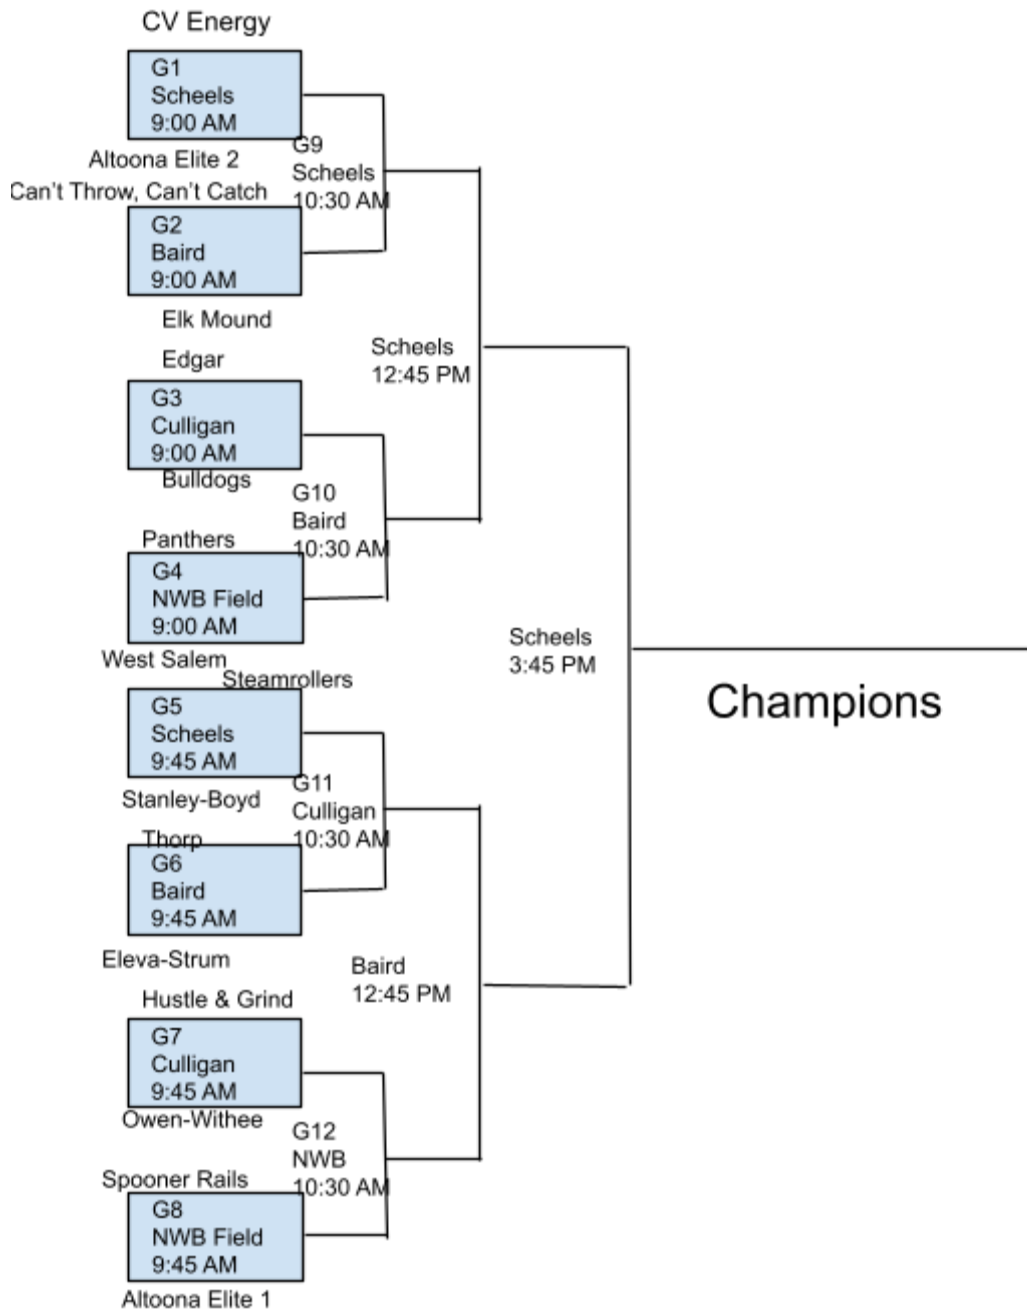 CV Energy
G1
Scheels
9:00 AM
Altoona Elite 2
G9
Scheels
10:30 AM
Can't Throw, Can't Catch
G2
Baird
9:00 AM
Elk Mound
Scheels
12:45 PM
Edgar
G3
Culligan
9:00 AM
Bulldogs
G10
Baird
10:30 AM
Panthers
G4
NWB Field
9:00 AM
West Salem
Scheels
3:45 PM
Champions
Steamrollers
G5
Scheels
9:45 AM
Stanley-Boyd
G11
Culligan
10:30 AM
Thorp
G6
Baird
9:45 AM
Eleva-Strum
Baird
12:45 PM
Hustle & Grind
G7
Culligan
9:45 AM
Owen-Withee
G12
NWB
10:30 AM
Spooner Rails
G8
NWB Field
9:45 AM
Altoona Elite 1